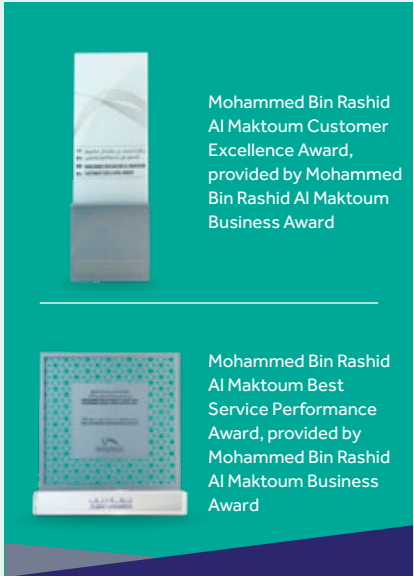 Mohammed Bin Rashid
Al Maktoum Customer
Excellence Award,
provided by Mohammed
Bin Rashid Al Maktoum
Business Award
Mohammed Bin Rashid
Al Maktoum Best
Service Performance
Award, provided by
Mohammed Bin Rashid
Al Maktoum Business
Award